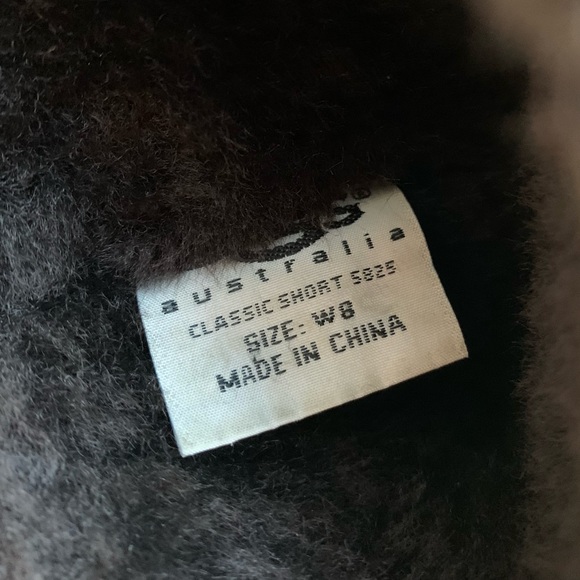 ®
australia
CLASSIC SHORT 5825
SIZE: W8
MADE IN CHINA